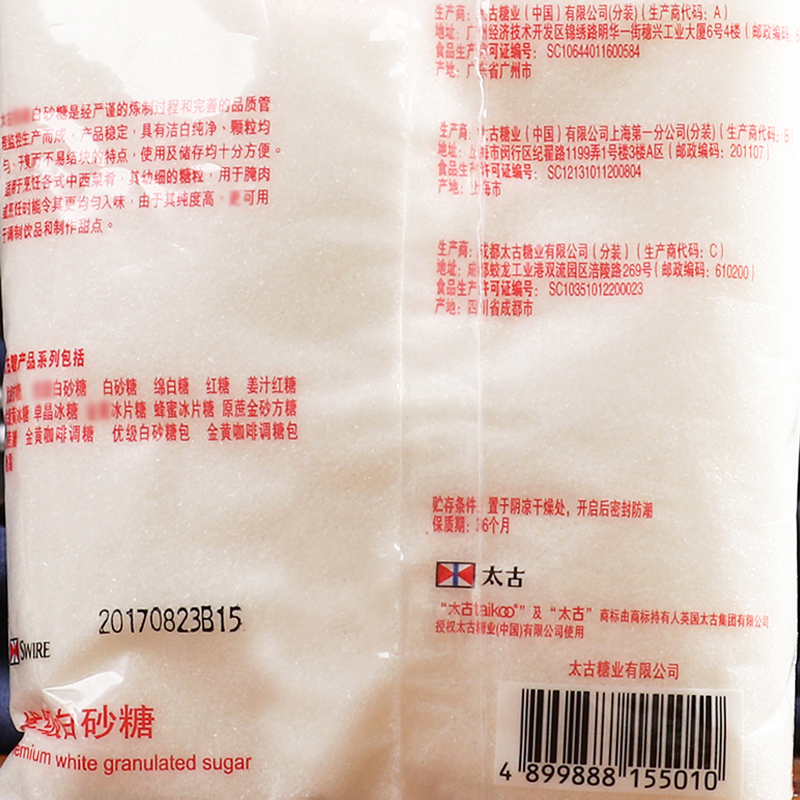 白砂糖是经严谨的炼制过程和完善的品质管
监控生产而成，产品稳定，具有洁白纯净、颗粒均
匀、干爽而不易结块的特点，使用及储存均十分方便。
适用于烹饪各式中西菜肴，其幼细的糖粒，用于腌肉
或烹饪时能令其更均匀入味，由于其纯度高，更可用
于调制饮品和制作甜点。
糖产品系列包括
白砂糖 白砂糖 绵白糖 红糖 姜汁红糖
冰糖 单晶冰糖 冰片糖 蜂蜜冰片糖 原蔗金砂方糖
金黄咖啡调糖 优级白砂糖包 金黄咖啡调糖包
20170823B15
SWIRE
白砂糖
emium white granulated sugar
生产商：太古糖业（中国）有限公司(分装)（生产商代码：A）
地址：广州经济技术开发区锦绣路明华一街穗兴工业大厦6号4楼（邮政编码
食品生产许可证编号： SC10644011600584
产地：广东省广州市
生产商：太古糖业（中国）有限公司上海第一分公司(分装)（生产商代码：B
地址：上海市闵行区纪翟路1199弄1号楼3楼A区（邮政编码：201107）
食品生产许可证编号： SC12131011200804
产地：上海市
生产商：成都太古糖业有限公司（分装）（生产商代码：C）
地址：成都蛟龙工业港双流园区涪陵路269号（邮政编码：610200）
食品生产许可证编号： SC10351012200023
产地：四川省成都市
贮存条件：置于阴凉干燥处，开启后密封防潮
保质期：36个月
太古
“太古taikoo®”及“太古”商标由商标持有人英国太古集团有限公司
授权太古糖业(中国)有限公司使用
太古糖业有限公司
4 899888 155010